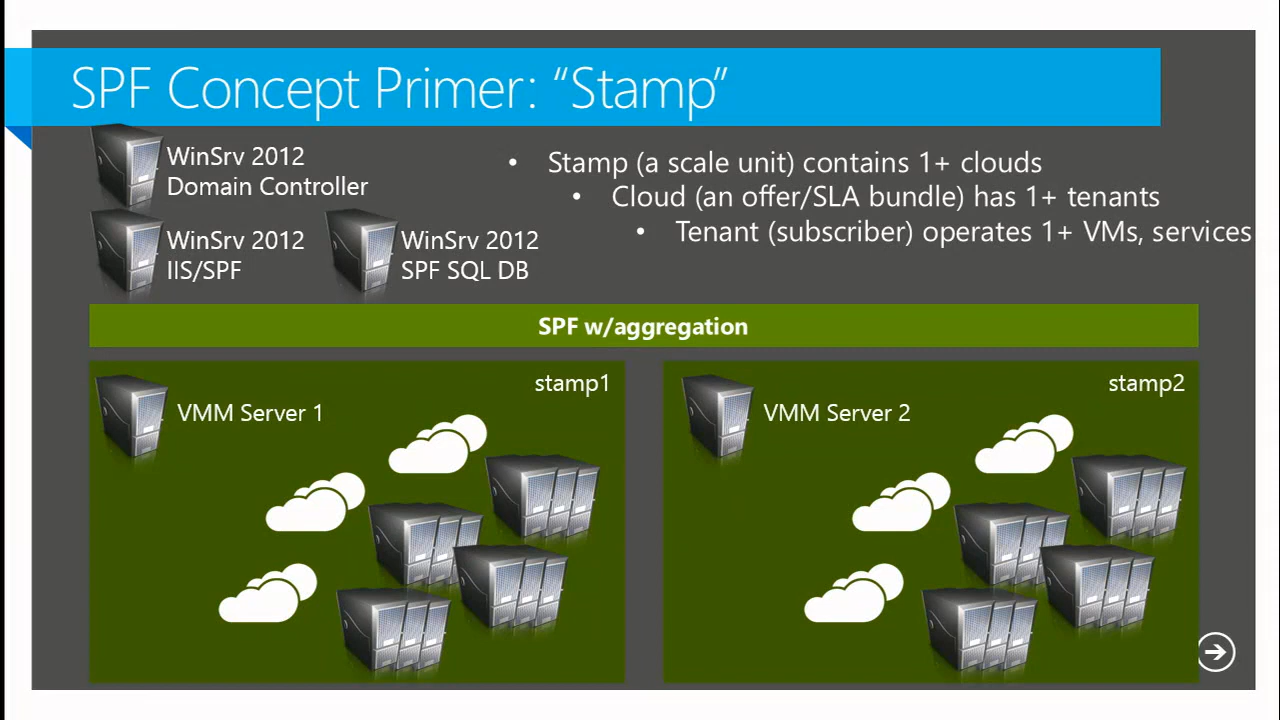 SPF Concept Primer: “Stamp”
WinSrv 2012
Domain Controller
WinSrv 2012
IIS/SPF
WinSrv 2012
SPF SQL DB
• Stamp (a scale unit) contains 1+ clouds
• Cloud (an offer/SLA bundle) has 1+ tenants
• Tenant (subscriber) operates 1+ VMs, services
SPF w/aggregation
stamp1
VMM Server 1
stamp2
VMM Server 2